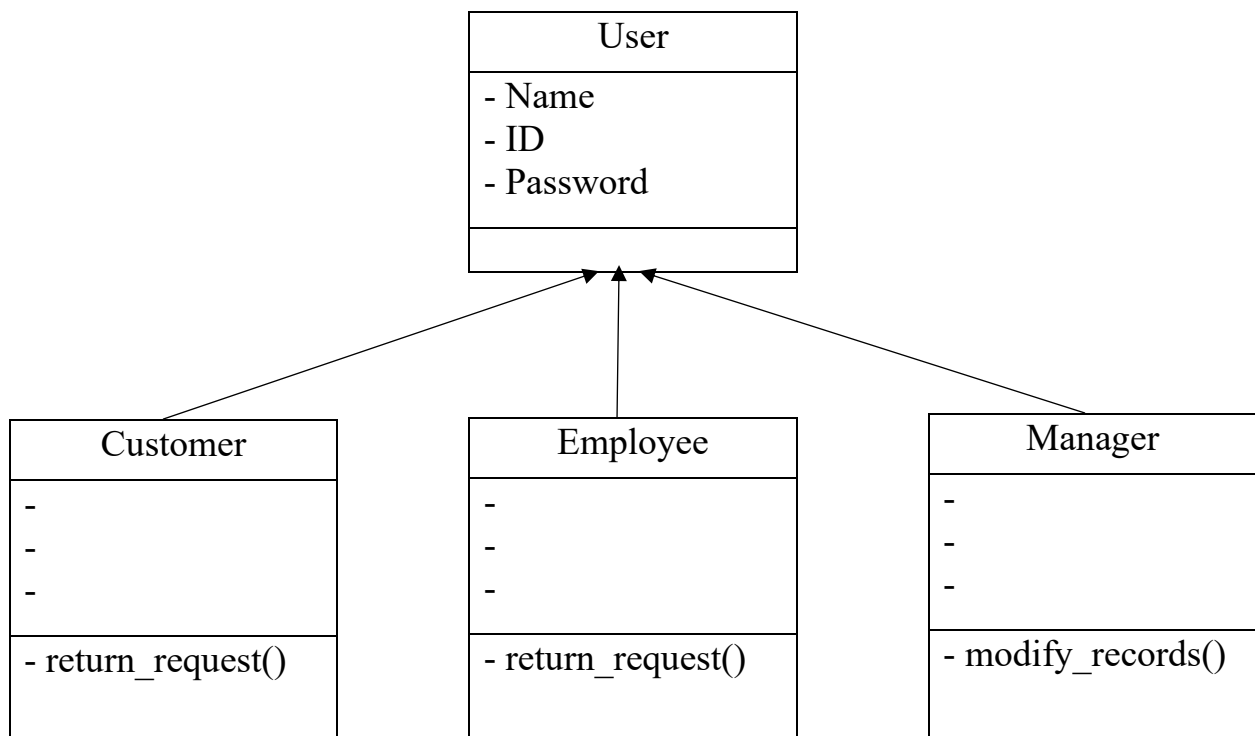 User
- Name
- ID
- Password
Customer
-
-
-
- return_request()
Employee
-
-
-
- return_request()
Manager
-
-
-
- modify_records()